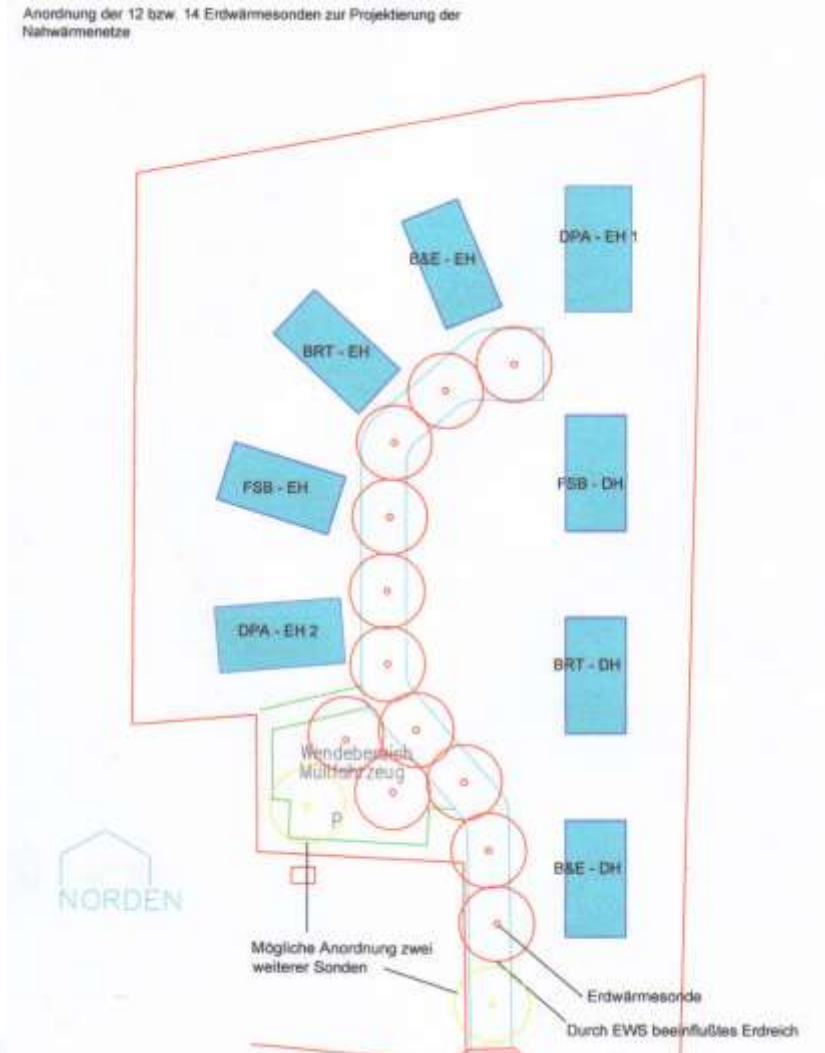 Anordnung der 12 bzw. 14 Erdwärmesonden zur Projektierung der
Nahwärmenetze
DPA - EH 1
B&E - EH
BRT - EH
FSB - EH
FSB - DH
DPA - EH 2
BRT - DH
Wendebereich
Müllfahrzeug
P
B&E - DH
NORDEN
Mögliche Anordnung zwei
weiterer Sonden
Erdwärmesonde
Durch EWS beeinflußtes Erdreich